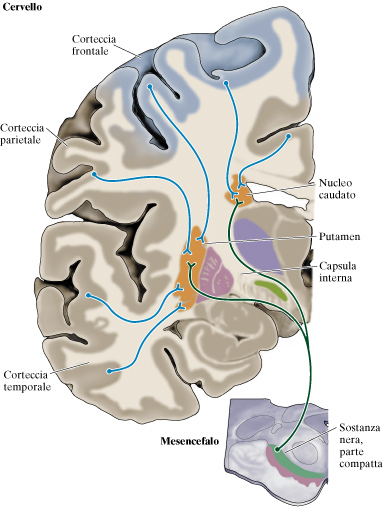 Cervello
Corteccia
frontale
Corteccia
parietale
Nucleo
caudato
Putamen
Capsula
interna
Corteccia
temporale
Mesencefalo
Sostanza
nera,
parte
compatta